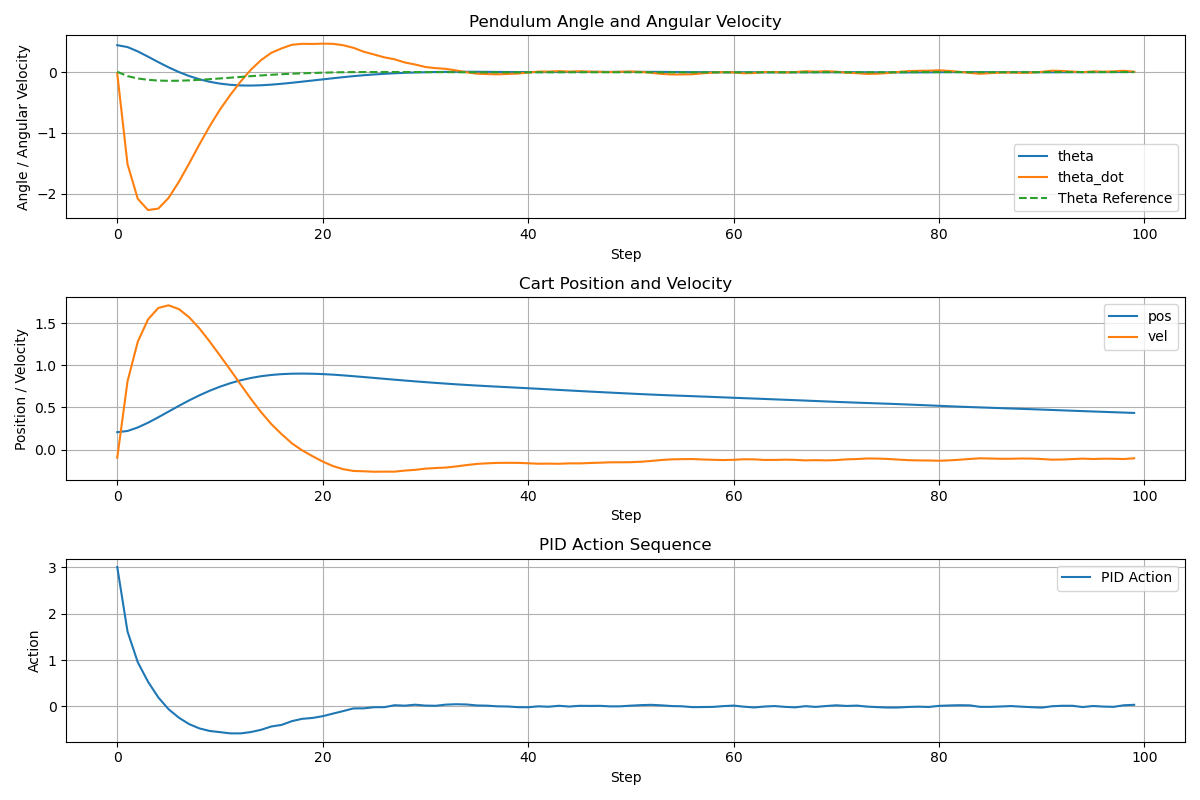 Pendulum Angle and Angular Velocity
Angle / Angular Velocity
0
−1
−2
theta
theta_dot
Theta Reference
0 20 40 60 80 100
Step
Cart Position and Velocity
Position / Velocity
1.5
1.0
0.5
0.0
pos
vel
0 20 40 60 80 100
Step
PID Action Sequence
Action
3
2
1
0
PID Action
0 20 40 60 80 100
Step